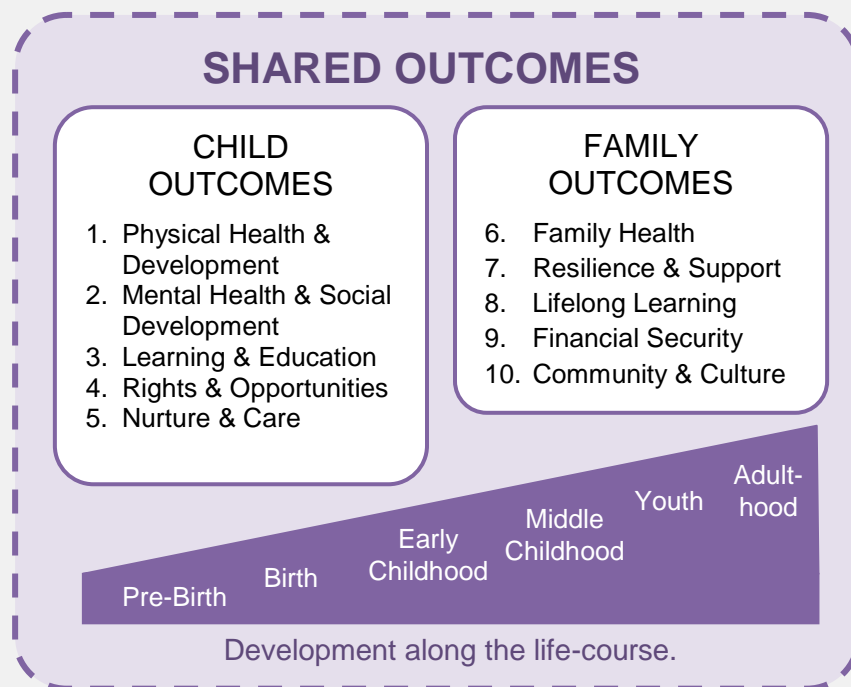 SHARED OUTCOMES
CHILD
OUTCOMES
1. Physical Health &
Development
2. Mental Health & Social
Development
3. Learning & Education
4. Rights & Opportunities
5. Nurture & Care
FAMILY
OUTCOMES
6. Family Health
7. Resilience & Support
8. Lifelong Learning
9. Financial Security
10. Community & Culture
Pre-Birth
Birth
Early
Childhood
Middle
Childhood
Youth
Adult-
hood
Development along the life-course.